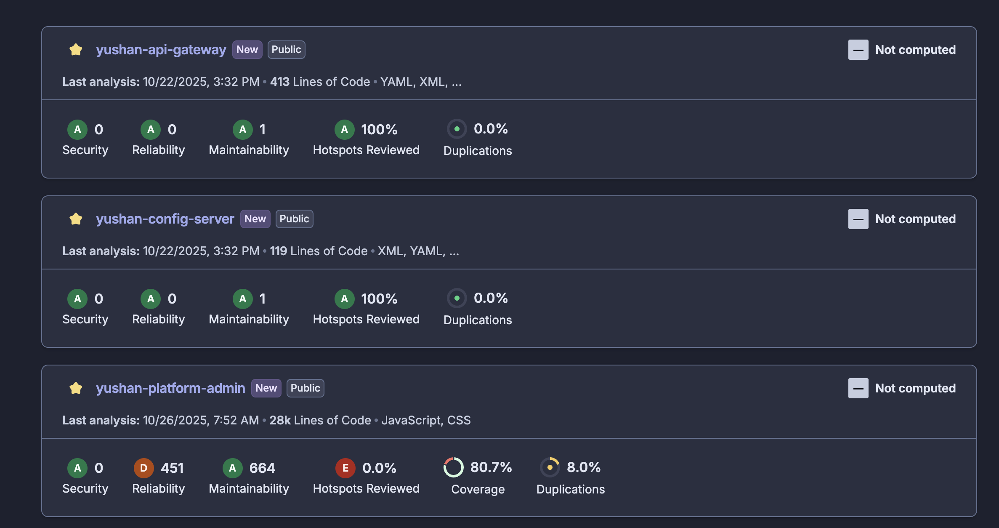 yushan-api-gateway New Public — Not computed
Last analysis: 10/22/2025, 3:32 PM • 413 Lines of Code • YAML, XML, ...
A 0 A 0 A 1 A 100% 0.0%
Security Reliability Maintainability Hotspots Reviewed Duplications
yushan-config-server New Public — Not computed
Last analysis: 10/22/2025, 3:32 PM • 119 Lines of Code • XML, YAML, ...
A 0 A 0 A 1 A 100% 0.0%
Security Reliability Maintainability Hotspots Reviewed Duplications
yushan-platform-admin New Public — Not computed
Last analysis: 10/26/2025, 7:52 AM • 28k Lines of Code • JavaScript, CSS
A 0 D 451 A 664 E 0.0% 80.7% 8.0%
Security Reliability Maintainability Hotspots Reviewed Coverage Duplications